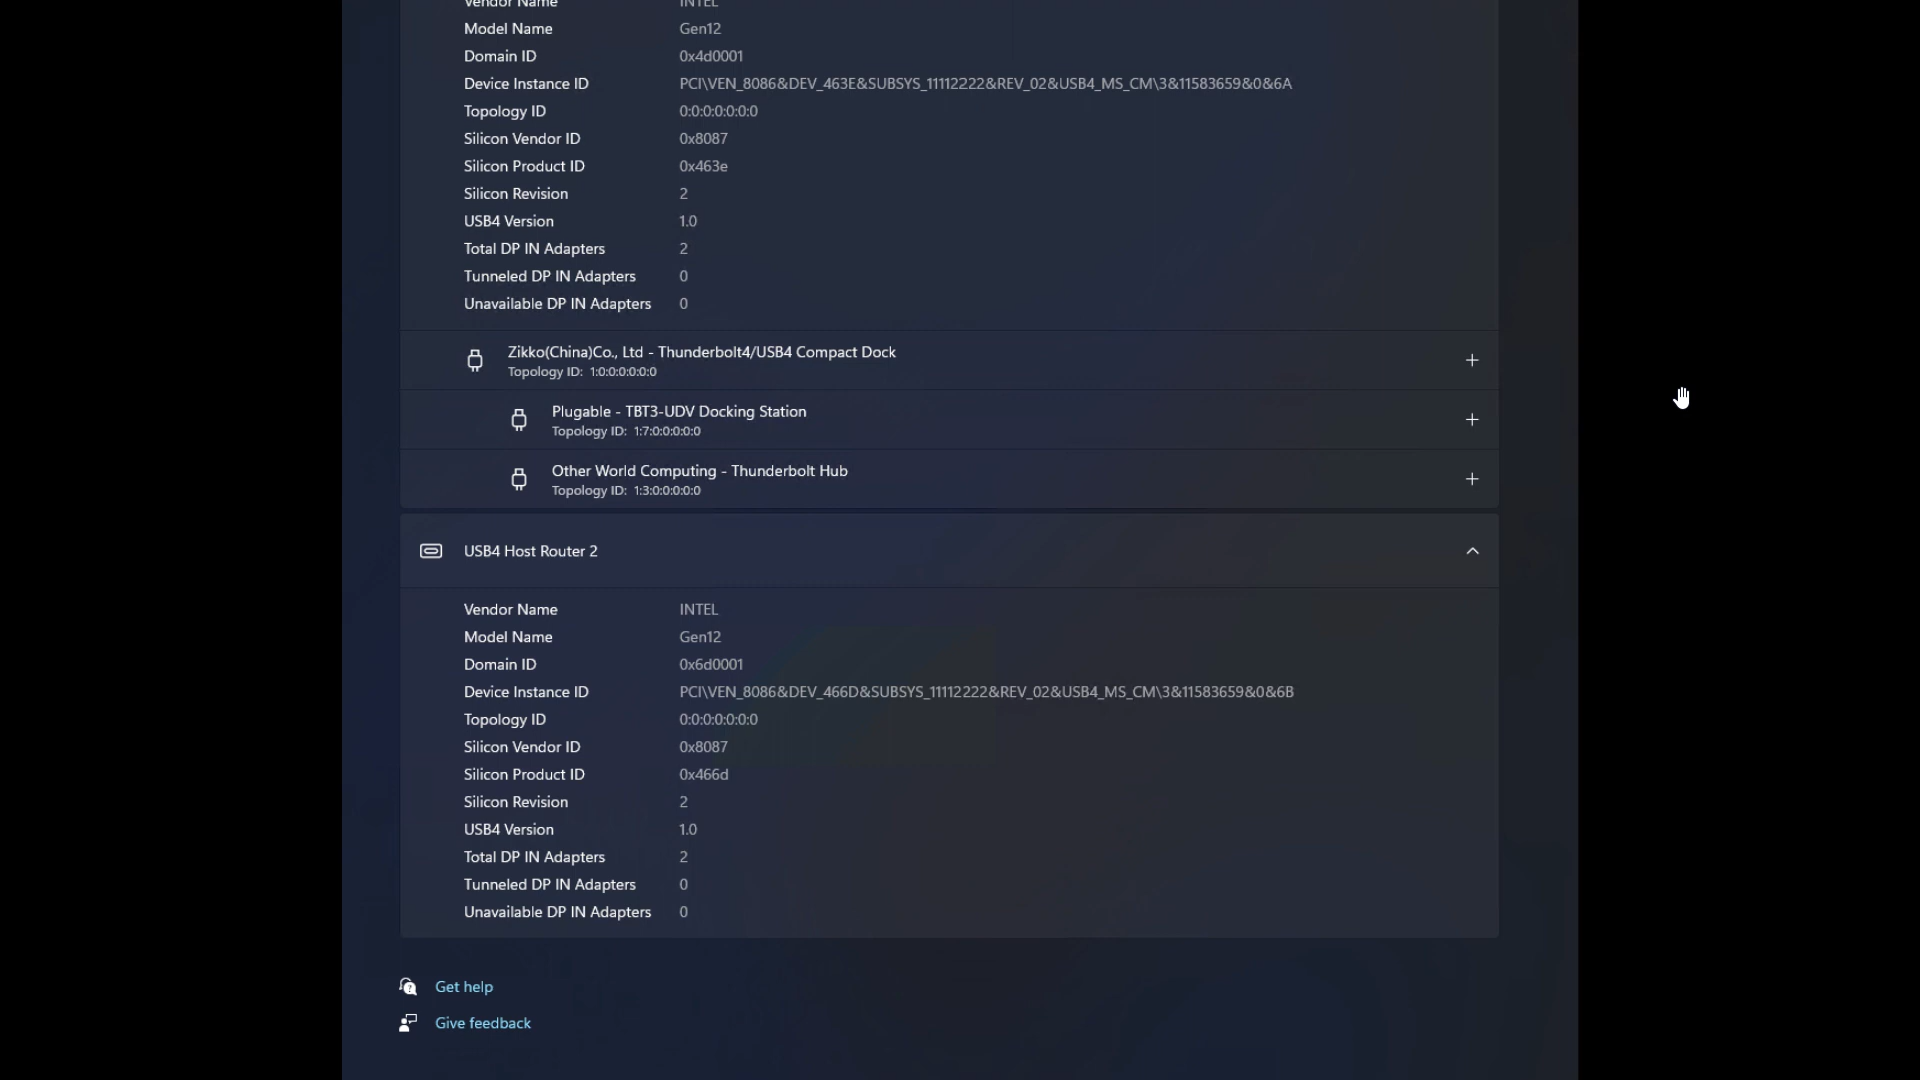 Vendor Name INTEL
Model Name Gen12
Domain ID 0x4d0001
Device Instance ID PCI\VEN_8086&DEV_463E&SUBSYS_11112222&REV_02&USB4_MS_CM\3&11583659&0&6A
Topology ID 0:0:0:0:0:0:0
Silicon Vendor ID 0x8087
Silicon Product ID 0x463e
Silicon Revision 2
USB4 Version 1.0
Total DP IN Adapters 2
Tunneled DP IN Adapters 0
Unavailable DP IN Adapters 0
Zikko(China)Co., Ltd - Thunderbolt4/USB4 Compact Dock
Topology ID: 1:0:0:0:0:0:0
Plugable - TBT3-UDV Docking Station
Topology ID: 1:7:0:0:0:0:0
Other World Computing - Thunderbolt Hub
Topology ID: 1:3:0:0:0:0:0
USB4 Host Router 2
Vendor Name INTEL
Model Name Gen12
Domain ID 0x6d0001
Device Instance ID PCI\VEN_8086&DEV_466D&SUBSYS_11112222&REV_02&USB4_MS_CM\3&11583659&0&6B
Topology ID 0:0:0:0:0:0:0
Silicon Vendor ID 0x8087
Silicon Product ID 0x466d
Silicon Revision 2
USB4 Version 1.0
Total DP IN Adapters 2
Tunneled DP IN Adapters 0
Unavailable DP IN Adapters 0
Get help
Give feedback